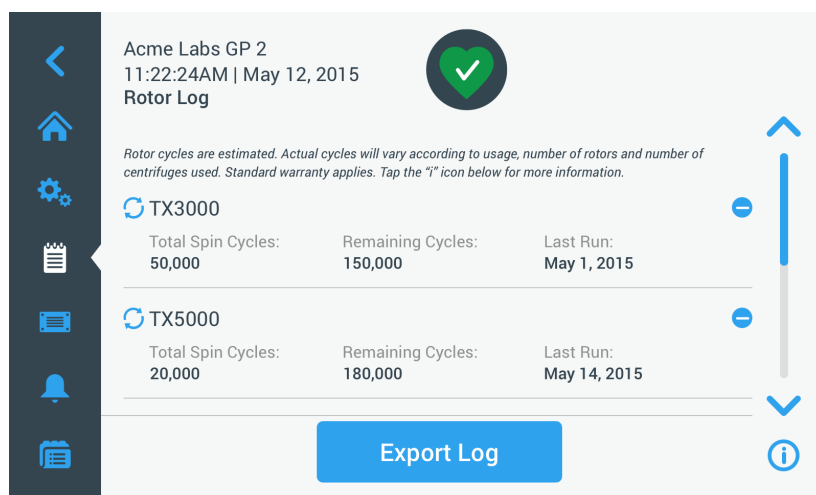 Acme Labs GP 2
11:22:24AM | May 12, 2015
Rotor Log
Rotor cycles are estimated. Actual cycles will vary according to usage, number of rotors and number of
centrifuges used. Standard warranty applies. Tap the “i” icon below for more information.
TX3000
Total Spin Cycles: Remaining Cycles: Last Run:
50,000 150,000 May 1, 2015
TX5000
Total Spin Cycles: Remaining Cycles: Last Run:
20,000 180,000 May 14, 2015
Export Log
i